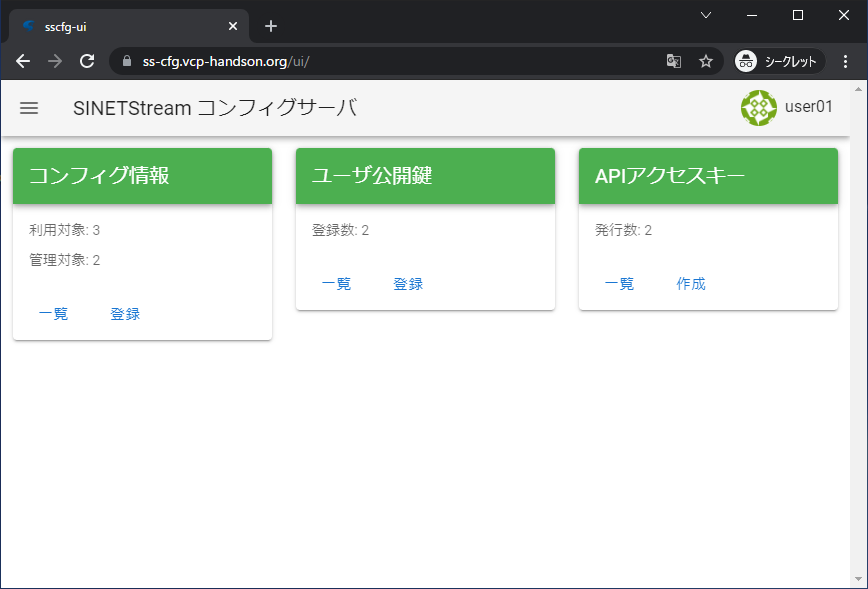 sscfg-ui
ss-cfg.vcp-handson.org/ui/
シークレット
SINETStream コンフィグサーバ
user01
コンフィグ情報
利用対象: 3
管理対象: 2
一覧 登録
ユーザ公開鍵
登録数: 2
一覧 登録
APIアクセスキー
発行数: 2
一覧 作成